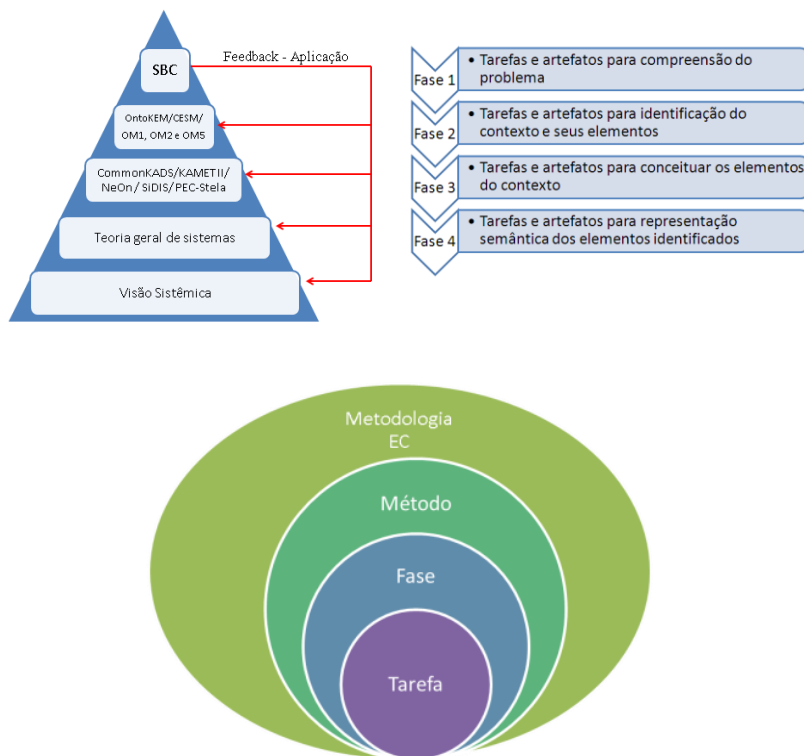 SBC
Feedback - Aplicação
OntoKEM/CESM/
OM1, OM2 e OM5
CommonKADS/KAMETII/
NeOn/ SiDIS/PEC-Stela
Teoria geral de sistemas
Visão Sistêmica
Fase 1
• Tarefas e artefatos para compreensão do
problema
Fase 2
• Tarefas e artefatos para identificação do
contexto e seus elementos
Fase 3
• Tarefas e artefatos para conceituar os elementos
do contexto
Fase 4
• Tarefas e artefatos para representação
semântica dos elementos identificados
Metodologia
EC
Método
Fase
Tarefa